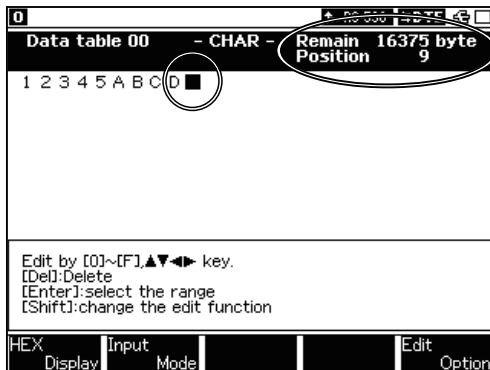 0
Data table 00 - CHAR - Remain 16375 byte
Position 9
1 2 3 4 5 A B C D
Edit by [0]~[F],▲▼◀▶ key.
[Del]:Delete
[Enter]:select the range
[Shift]:change the edit function
HEX Display
Input Mode
Edit Option